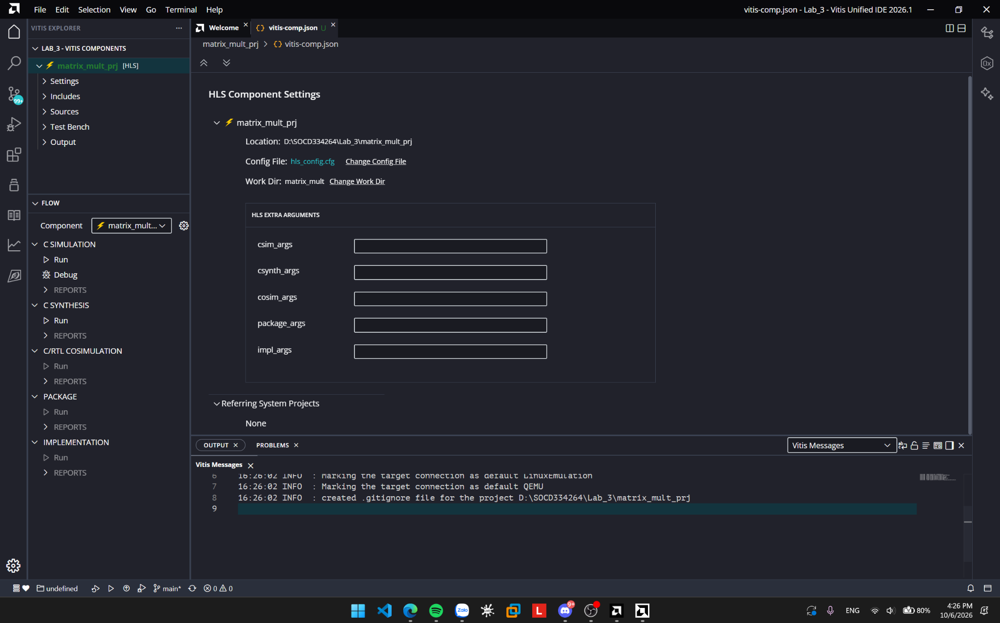 File Edit Selection View Go Terminal Help
vitis-comp.json - Lab_3 - Vitis Unified IDE 2026.1
VITIS EXPLORER
LAB_3 - VITIS COMPONENTS
matrix_mult_prj [HLS]
Settings
Includes
Sources
Test Bench
Output
99+
FLOW
Component matrix_mult...
C SIMULATION
Run
Debug
REPORTS
C SYNTHESIS
Run
REPORTS
C/RTL COSIMULATION
Run
REPORTS
PACKAGE
Run
REPORTS
IMPLEMENTATION
Run
REPORTS
Welcome
vitis-comp.json U
matrix_mult_prj > {} vitis-comp.json
HLS Component Settings
matrix_mult_prj
Location: D:\SOCD334264\Lab_3\matrix_mult_prj
Config File: hls_config.cfg Change Config File
Work Dir: matrix_mult Change Work Dir
HLS EXTRA ARGUMENTS
csim_args
csynth_args
cosim_args
package_args
impl_args
Referring System Projects
None
OUTPUT PROBLEMS
Vitis Messages
Vitis Messages
6 16:26:02 INFO : Marking the target connection as default LinuxEmulation
7 16:26:02 INFO : Marking the target connection as default QEMU
8 16:26:02 INFO : created .gitignore file for the project D:\SOCD334264\Lab_3\matrix_mult_prj
9
0x
undefined main* 0 0
Zalo
L
9+
ENG
80%
4:26 PM
10/6/2026